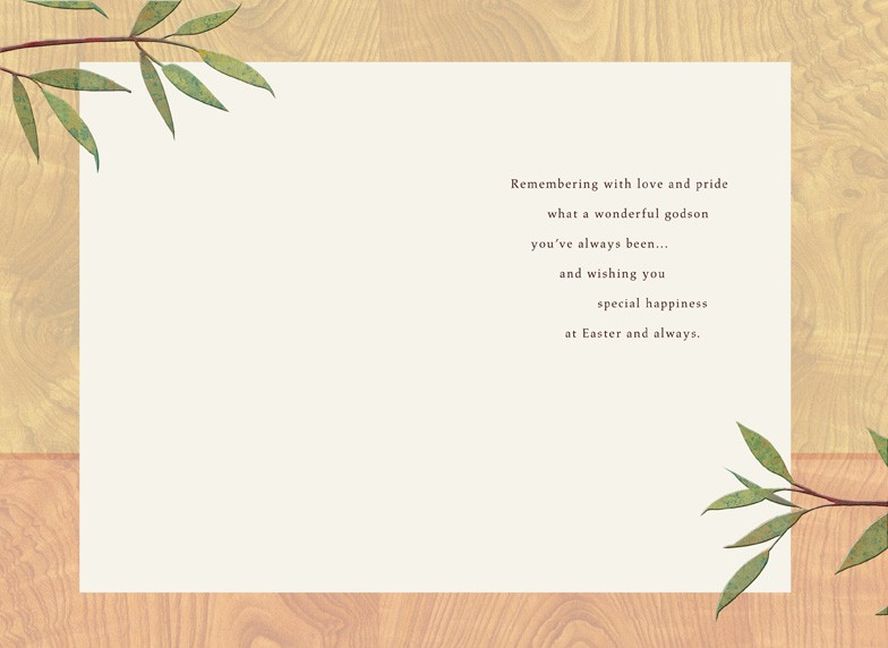 Remembering with love and pride
what a wonderful godson
you've always been...
and wishing you
special happiness
at Easter and always.